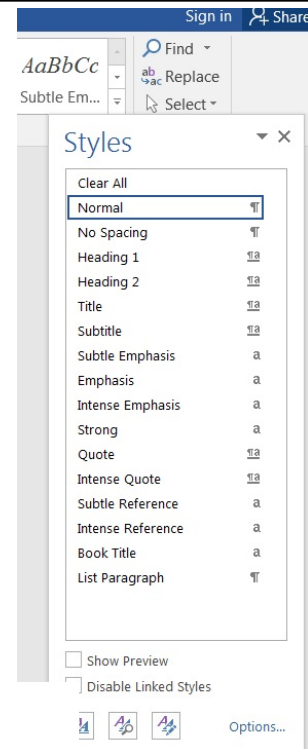 Sign in Share
AaBbCc Find
Replace
Subtle Em... Select
Styles
Clear All
Normal ¶
No Spacing ¶
Heading 1 ¶a
Heading 2 ¶a
Title ¶a
Subtitle ¶a
Subtle Emphasis a
Emphasis a
Intense Emphasis a
Strong a
Quote ¶a
Intense Quote ¶a
Subtle Reference a
Intense Reference a
Book Title a
List Paragraph ¶
Show Preview
Disable Linked Styles
Options...